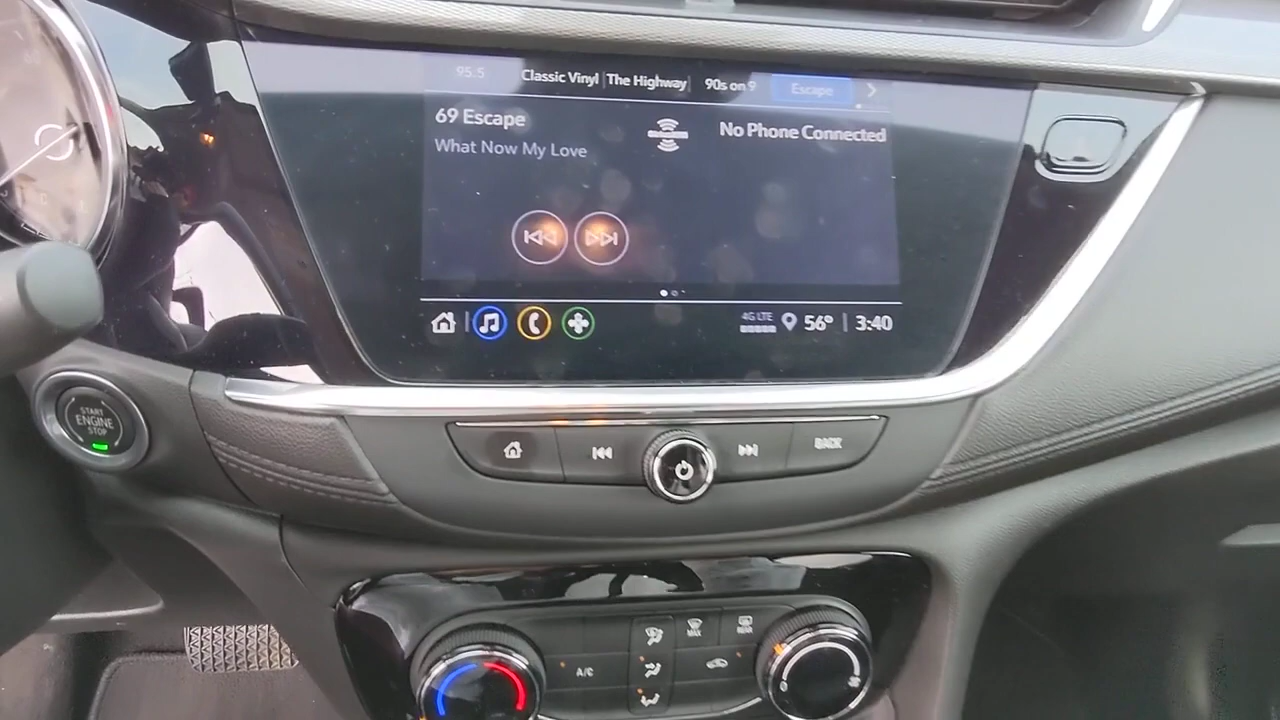 95.5 Classic Vinyl The Highway 90s on 9 Escape
69 Escape
What Now My Love
No Phone Connected
4G LTE 56° 3:40
START
ENGINE
STOP
BACK
A/C
MAX
REAR